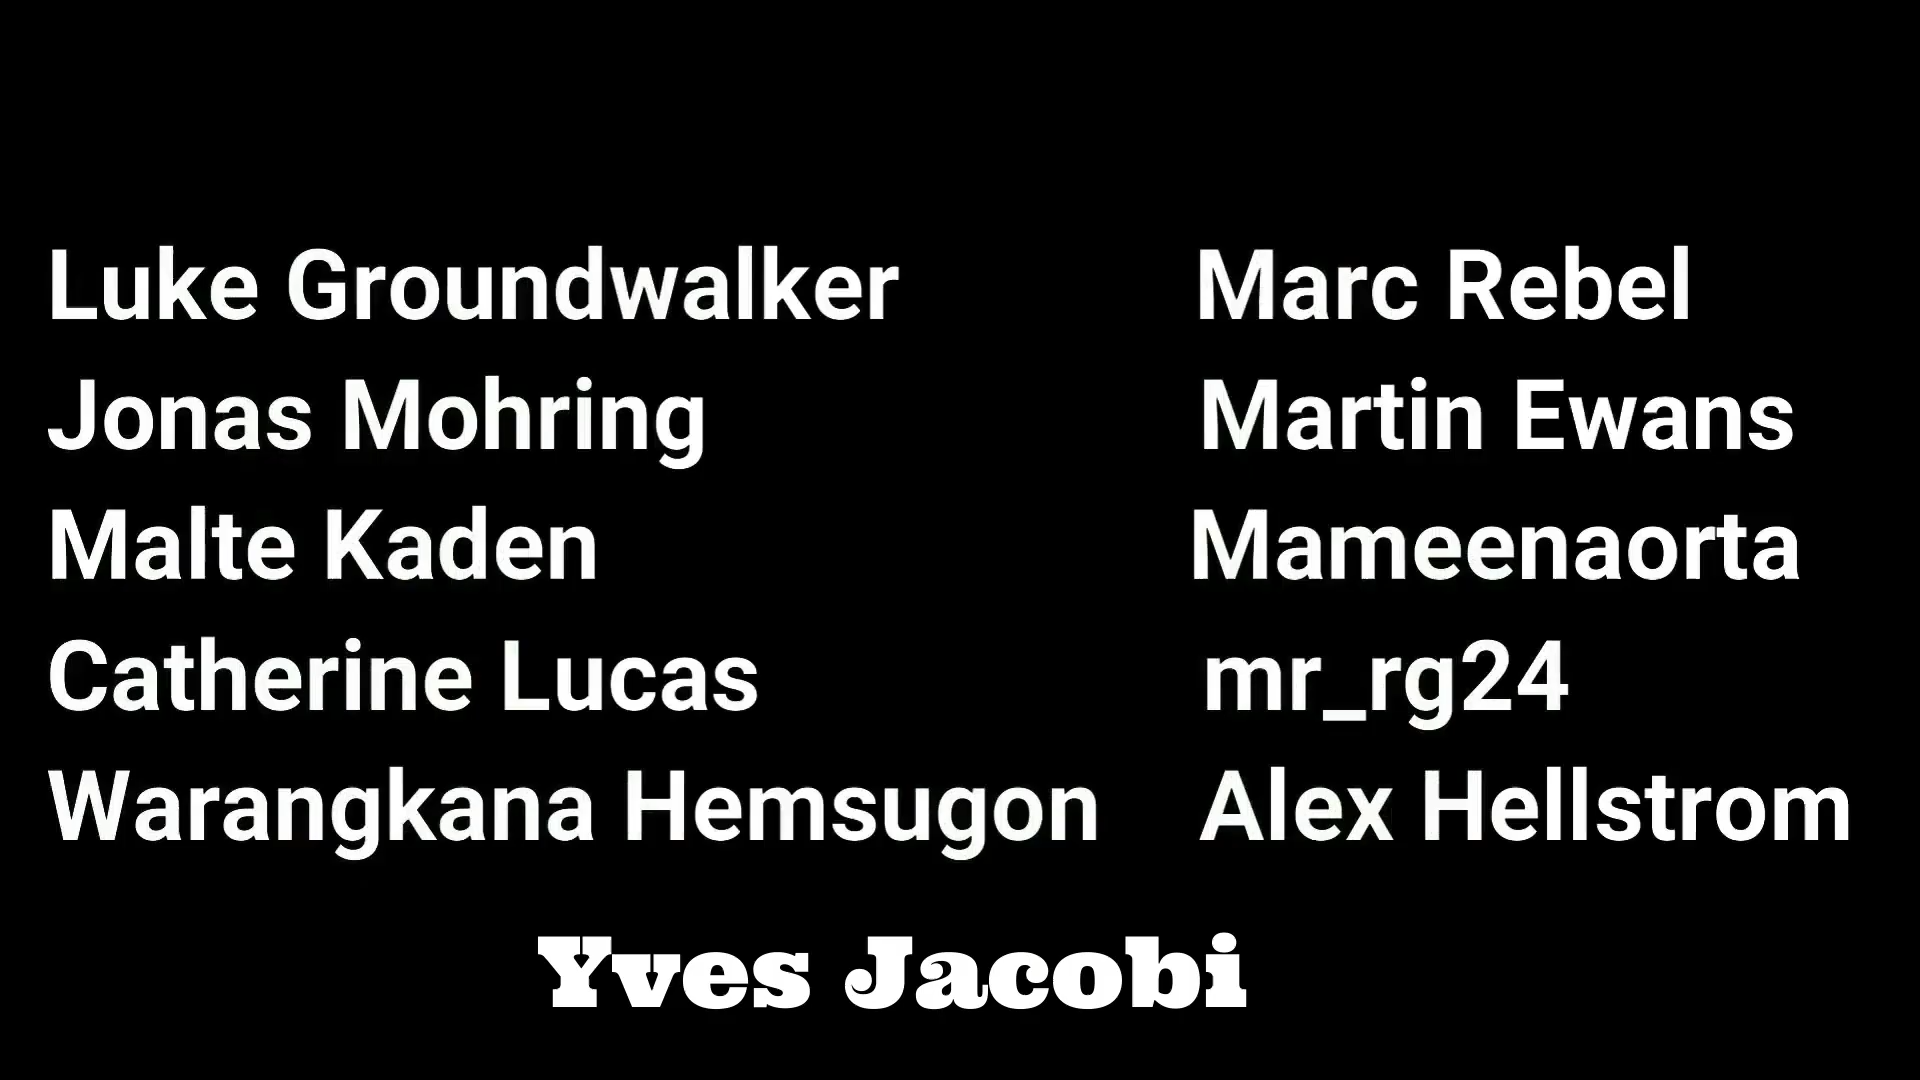 Luke Groundwalker
Marc Rebel
Jonas Mohring
Martin Ewans
Malte Kaden
Mameenaorta
Catherine Lucas
mr_rg24
Warangkana Hemsugon
Alex Hellstrom
Yves Jacobi